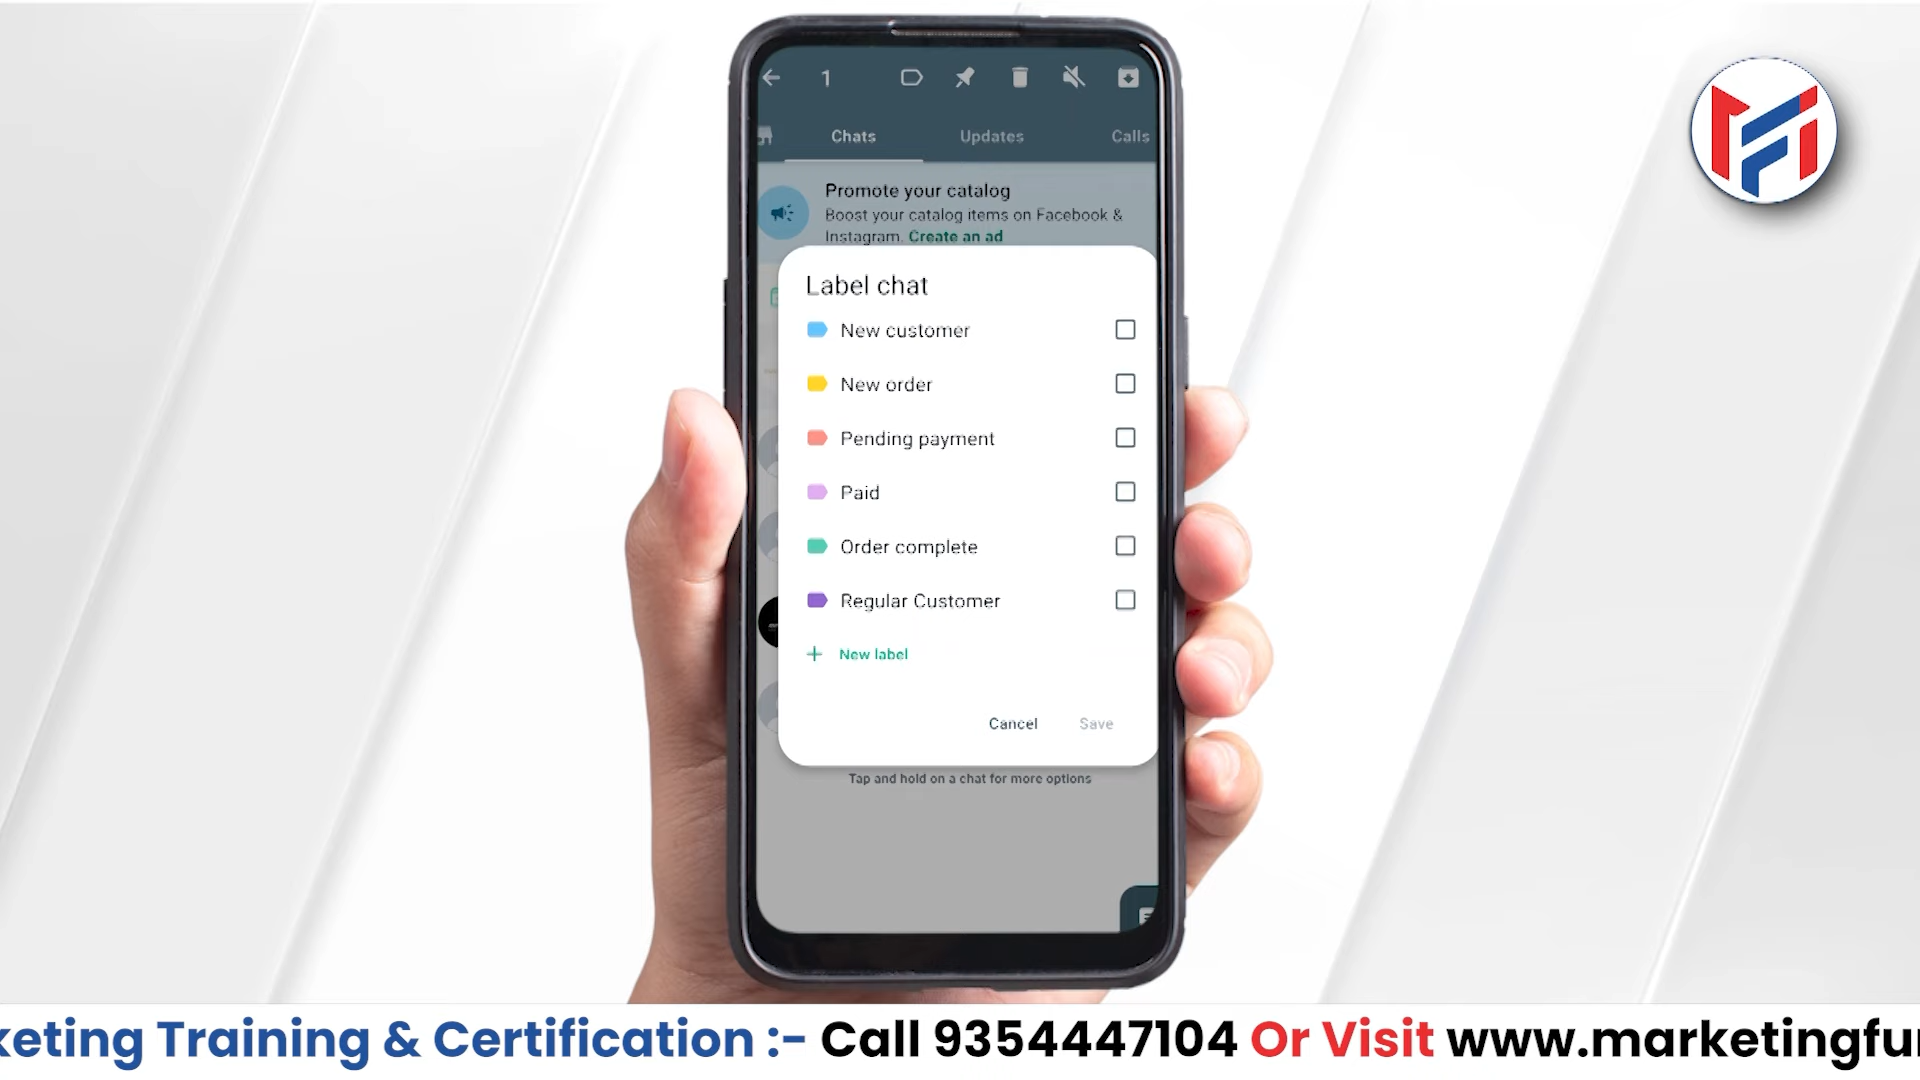 1
Chats Updates Calls
Promote your catalog
Boost your catalog items on Facebook &
Instagram. Create an ad
Label chat
New customer
New order
Pending payment
Paid
Order complete
Regular Customer
+ New label
Cancel Save
Tap and hold on a chat for more options
keting Training & Certification :- Call 9354447104 Or Visit www.marketingfu